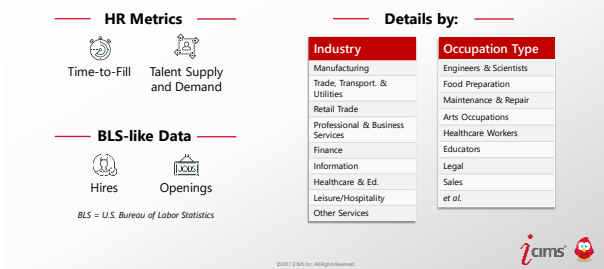 HR Metrics
Time-to-Fill
Talent Supply
and Demand
BLS-like Data
JOBS
Hires
Openings
BLS = U.S. Bureau of Labor Statistics
Details by:
Industry
Manufacturing
Trade, Transport. &
Utilities
Retail Trade
Professional & Business
Services
Finance
Information
Healthcare & Ed.
Leisure/Hospitality
Other Services
Occupation Type
Engineers & Scientists
Food Preparation
Maintenance & Repair
Arts Occupations
Healthcare Workers
Educators
Legal
Sales
et al.
icims
©2017 iCIMS Inc. All Rights Reserved.